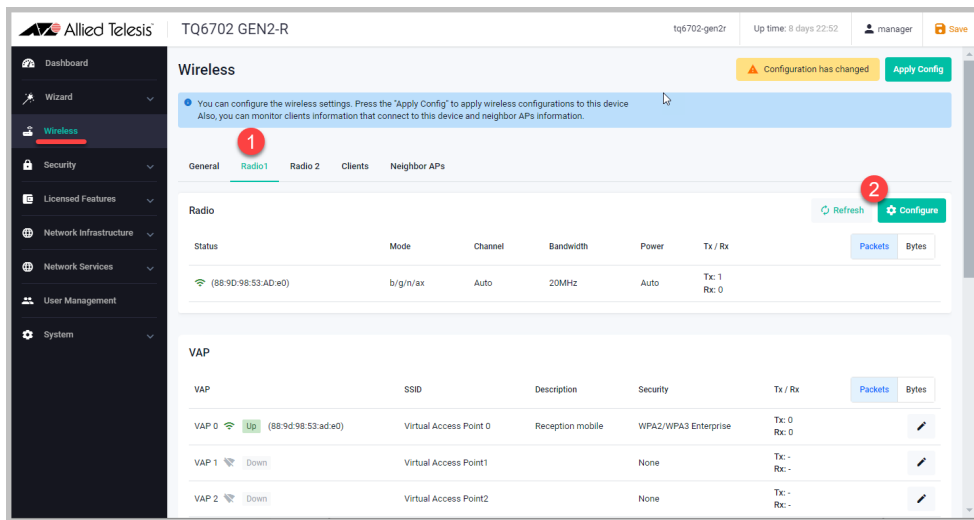 Allied Telesis
TQ6702 GEN2-R
tq6702-gen2r
Up time: 8 days 22:52
manager
Save
Dashboard
Wizard
Wireless
Security
Licensed Features
Network Infrastructure
Network Services
User Management
System
Wireless
Configuration has changed
Apply Config
You can configure the wireless settings. Press the "Apply Config" to apply wireless configurations to this device
Also, you can monitor clients information that connect to this device and neighbor APs information.
1
General Radio1 Radio 2 Clients Neighbor APs
2
Radio
Refresh
Configure
Status Mode Channel Bandwidth Power Tx / Rx Packets Bytes
(88:9D:98:53:AD:e0) b/g/n/ax Auto 20MHz Auto Tx: 1
Rx: 0
VAP
VAP SSID Description Security Tx / Rx Packets Bytes
VAP 0 Up (88:9d:98:53:ad:e0) Virtual Access Point 0 Reception mobile WPA2/WPA3 Enterprise Tx: 0
Rx: 0
VAP 1 Down Virtual Access Point1 None Tx: -
Rx: -
VAP 2 Down Virtual Access Point2 None Tx: -
Rx: -